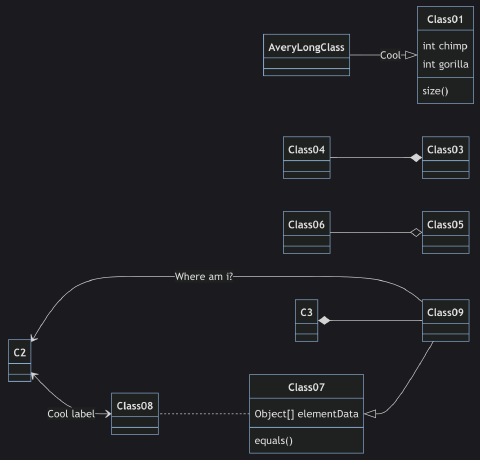 Class01
int chimp
int gorilla
size()
AveryLongClass
Cool
Class04
Class03
Class06
Class05
Where am i?
C3
Class09
C2
Cool label
Class08
Class07
Object[] elementData
equals()